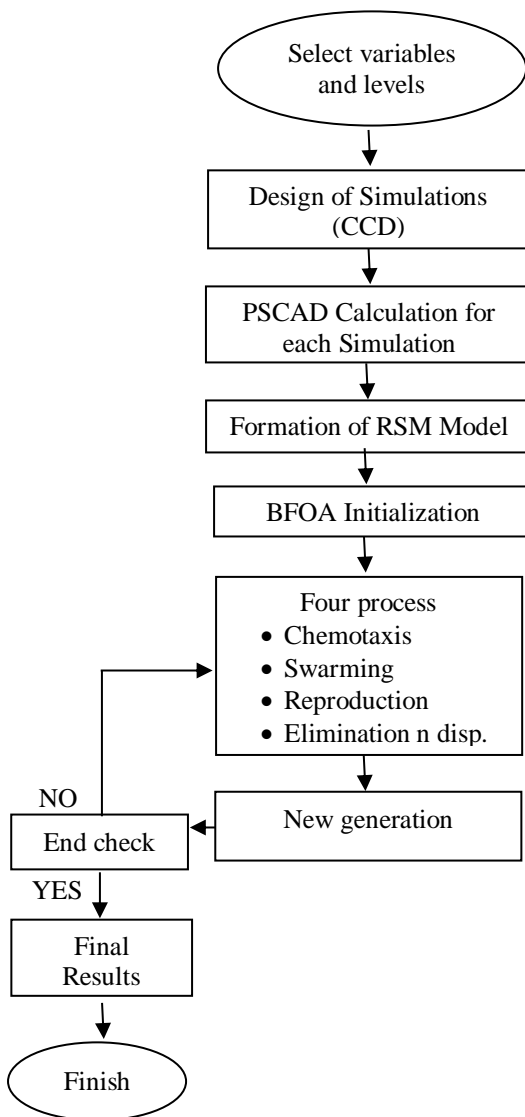 Select variables
and levels
Design of Simulations
(CCD)
PSCAD Calculation for
each Simulation
Formation of RSM Model
BFOA Initialization
Four process
• Chemotaxis
• Swarming
• Reproduction
• Elimination n disp.
New generation
NO
End check
YES
Final
Results
Finish